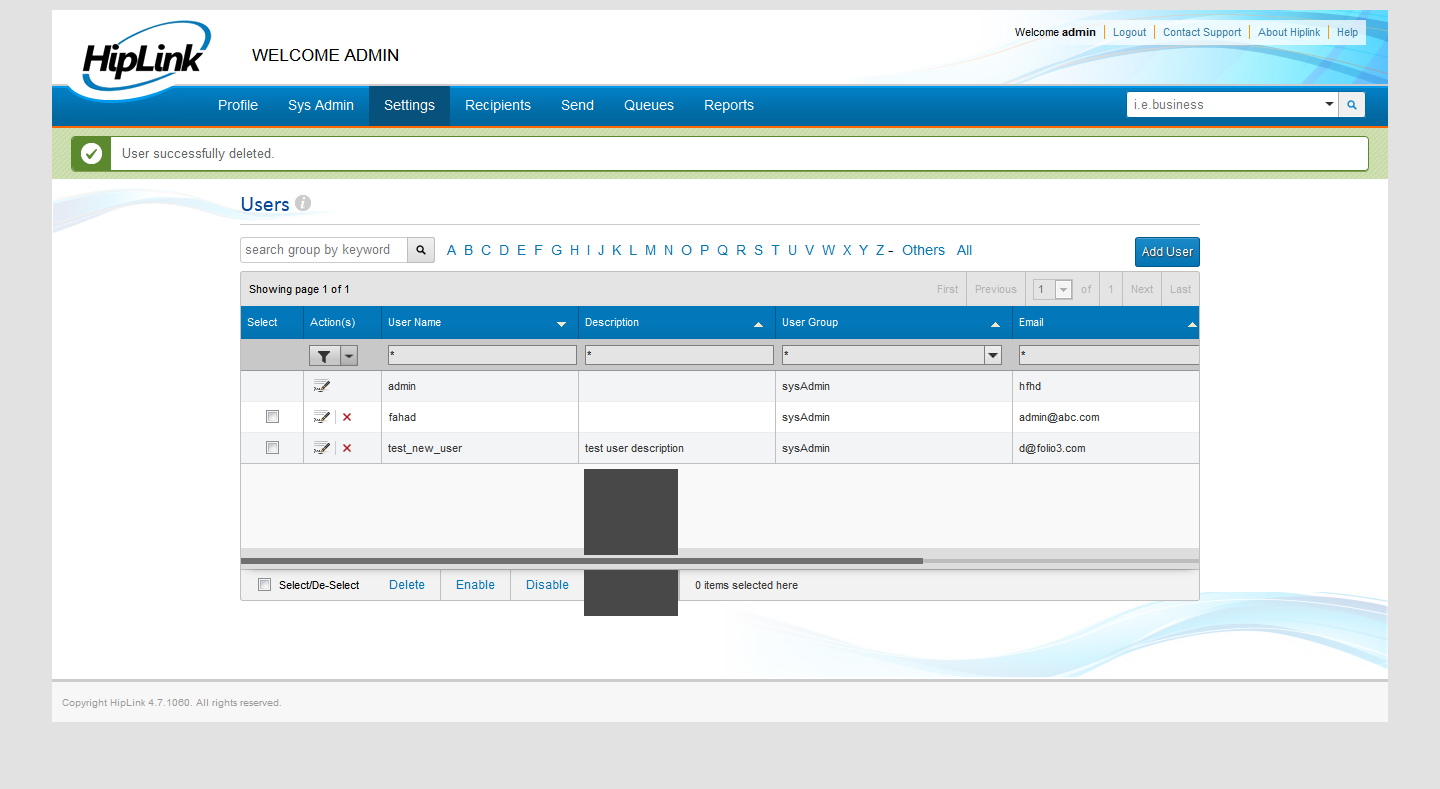 HipLink
WELCOME ADMIN
Welcome admin Logout Contact Support About Hiplink Help
Profile Sys Admin Settings Recipients Send Queues Reports i.e.business
User successfully deleted.
Users i
search group by keyword A B C D E F G H I J K L M N O P Q R S T U V W X Y Z - Others All Add User
Showing page 1 of 1 First Previous 1 of 1 Next Last
Select Action(s) User Name Description User Group Email
* * * *
admin sysAdmin hfhd
fahad sysAdmin admin@abc.com
test_new_user test user description sysAdmin d@folio3.com
Select/De-Select Delete Enable Disable 0 items selected here
Copyright HipLink 4.7.1060. All rights reserved.